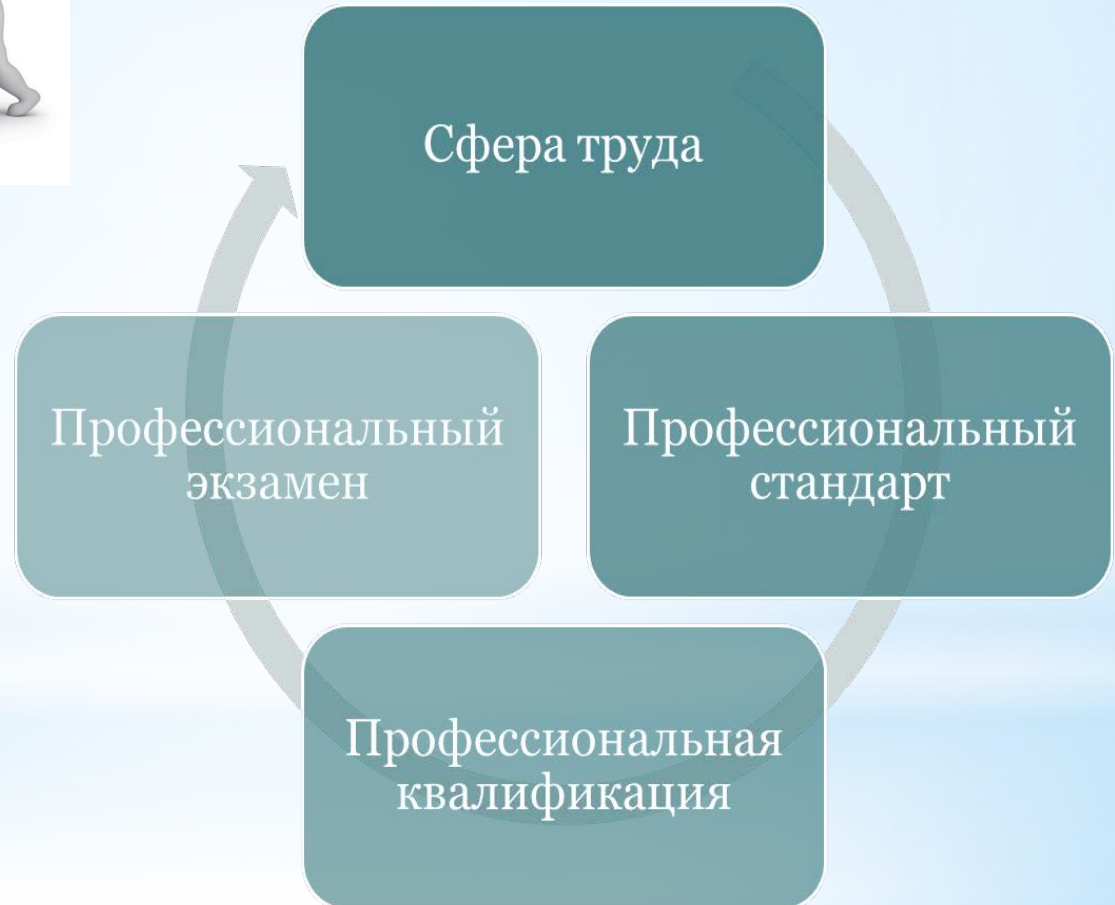 Сфера труда
Профессиональный
стандарт
Профессиональная
квалификация
Профессиональный
экзамен